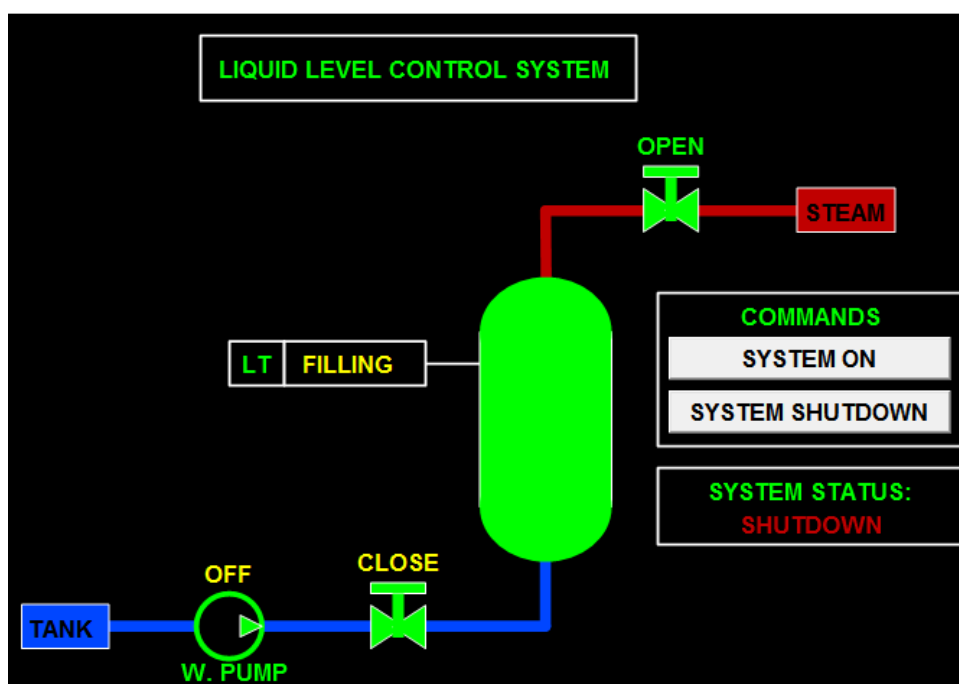 LIQUID LEVEL CONTROL SYSTEM
OPEN
STEAM
COMMANDS
SYSTEM ON
LT FILLING
SYSTEM SHUTDOWN
SYSTEM STATUS:
SHUTDOWN
CLOSE
OFF
TANK
W. PUMP